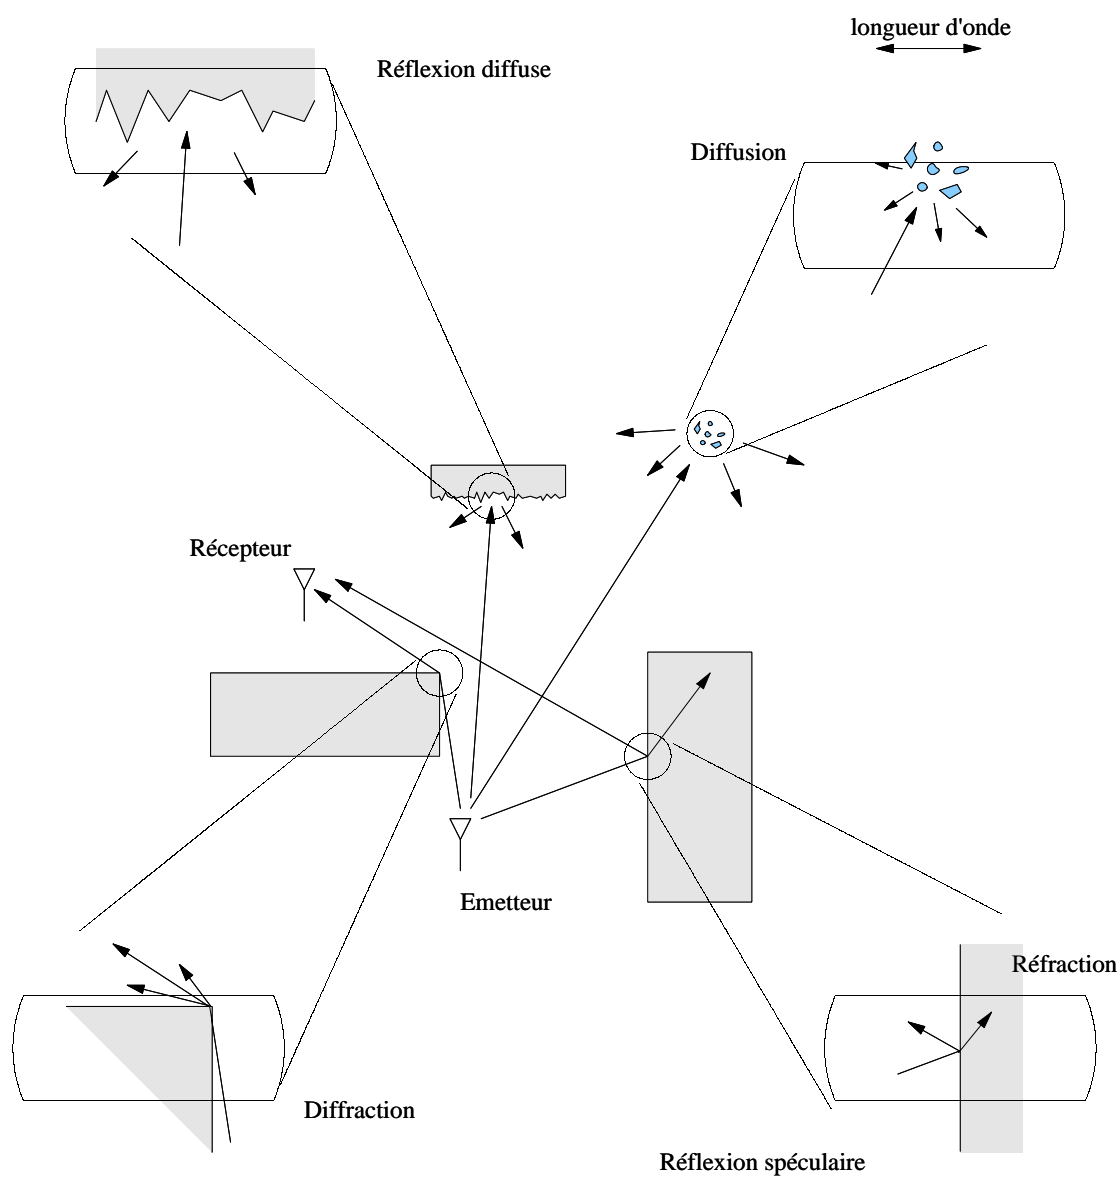 longueur d'onde
Réflexion diffuse
Diffusion
Récepteur
Emetteur
Réfraction
Diffraction
Réflexion spéculaire